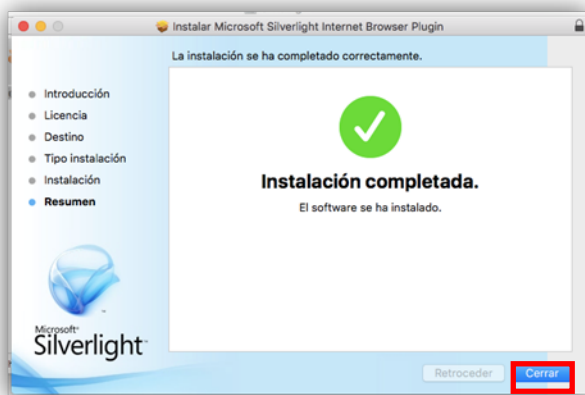 Instalar Microsoft Silverlight Internet Browser Plugin
La instalación se ha completado correctamente.
Introducción
Licencia
Destino
Tipo instalación
Instalación
Resumen
Instalación completada.
El software se ha instalado.
Microsoft®
Silverlight™
Retroceder
Cerrar